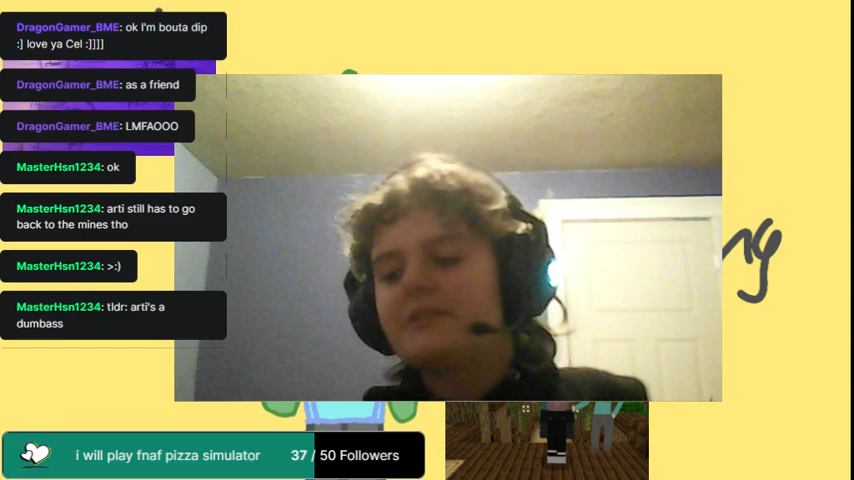 DragonGamer_BME: ok I'm bouta dip
:] love ya Cel :]]]]
DragonGamer_BME: as a friend
DragonGamer_BME: LMFAOOO
MasterHsn1234: ok
MasterHsn1234: arti still has to go
back to the mines tho
MasterHsn1234: >:)
MasterHsn1234: tldr: arti's a
dumbass
i will play fnaf pizza simulator 37 / 50 Followers